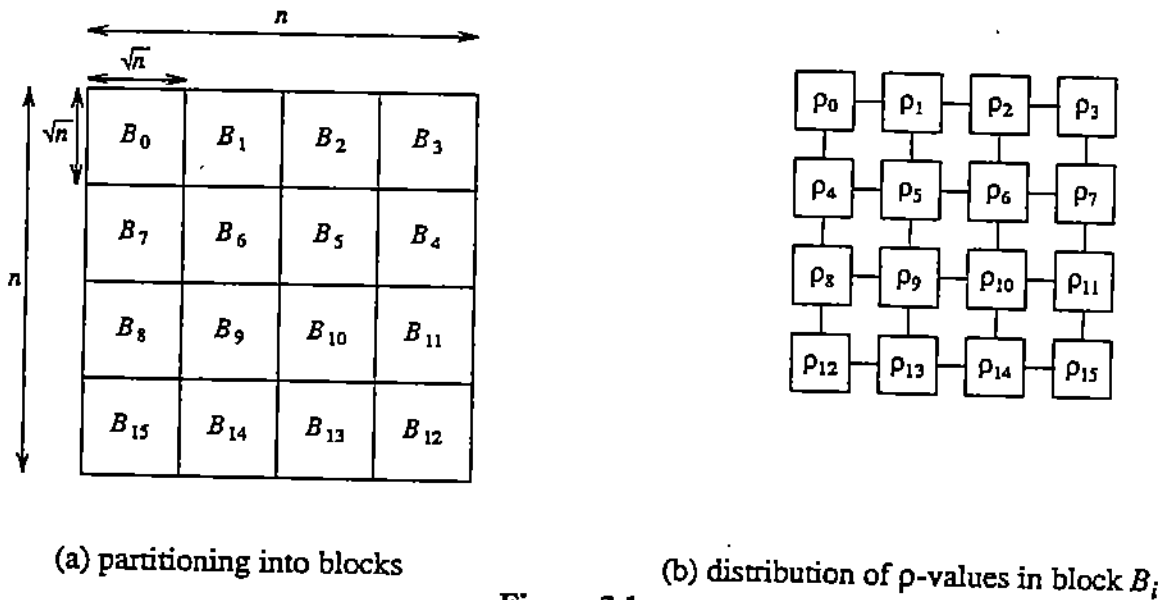 n
√n
√n
B0 B1 B2 B3
B7 B6 B5 B4
n
B8 B9 B10 B11
B15 B14 B13 B12
ρ0 ρ1 ρ2 ρ3
ρ4 ρ5 ρ6 ρ7
ρ8 ρ9 ρ10 ρ11
ρ12 ρ13 ρ14 ρ15
(a) partitioning into blocks
(b) distribution of ρ-values in block Bi